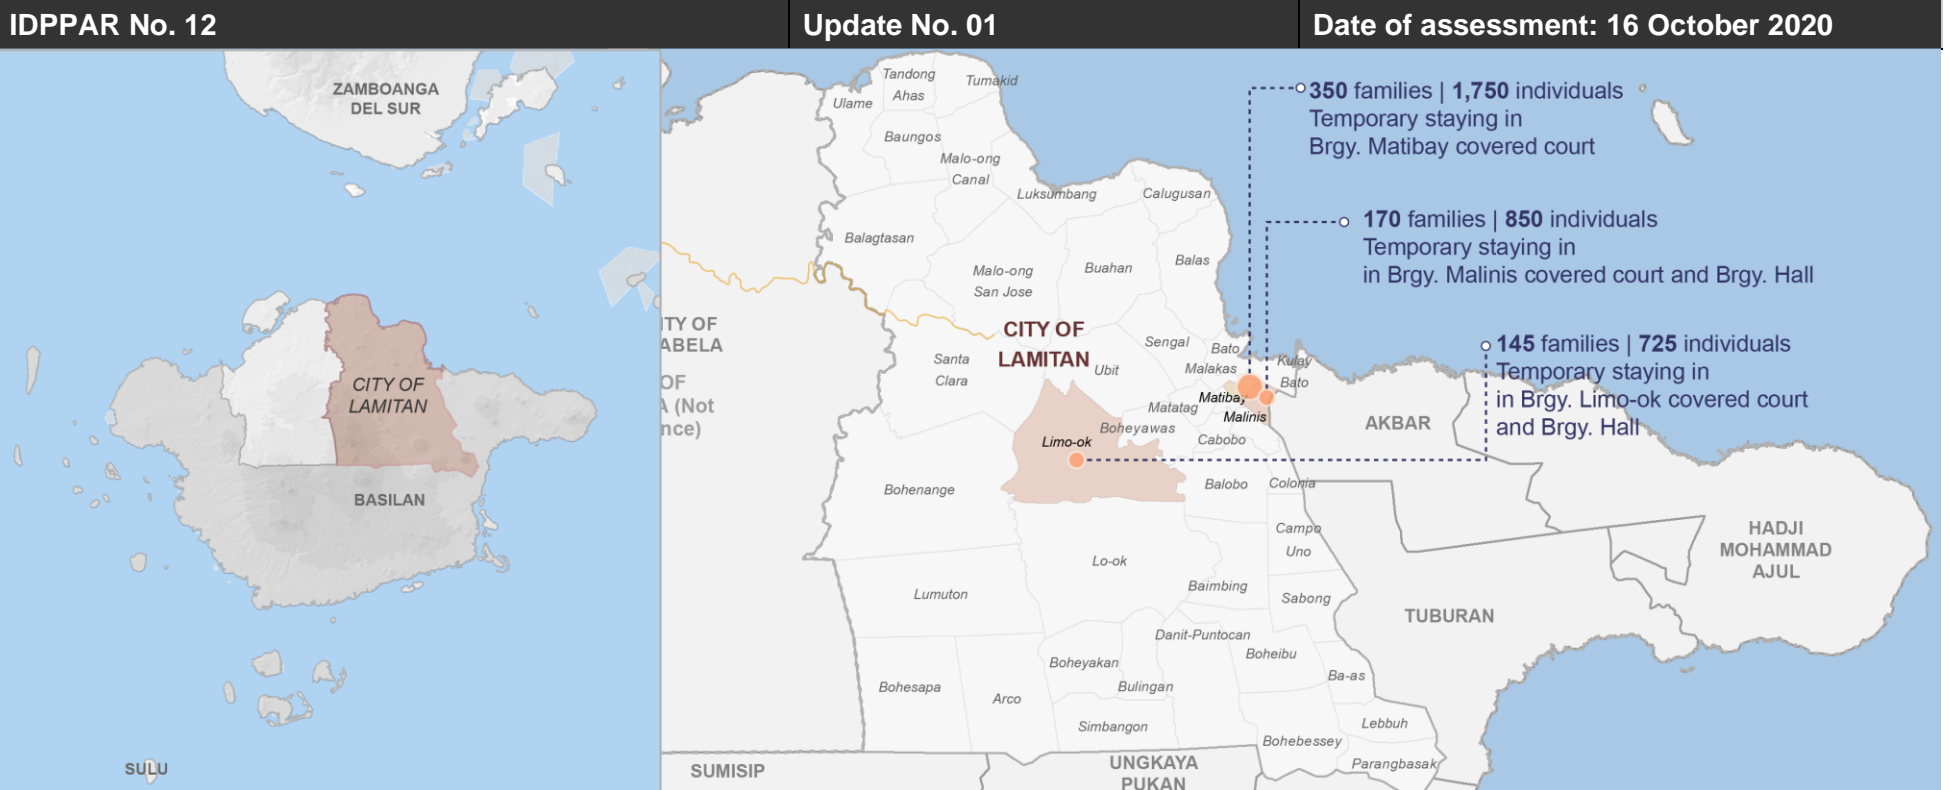 IDPPAR No. 12
Update No. 01
Date of assessment: 16 October 2020
ZAMBOANGA
DEL SUR
CITY OF
LAMITAN
BASILAN
SULU
350 families | 1,750 individuals
Temporary staying in
Brgy. Matibay covered court
170 families | 850 individuals
Temporary staying in
in Brgy. Malinis covered court and Brgy. Hall
145 families | 725 individuals
Temporary staying in
in Brgy. Limo-ok covered court
and Brgy. Hall
Tandong
Ahas
Tumakid
Ulame
Baungos
Malo-ong
Canal
Luksumbang
Calugusan
Balagtasan
Malo-ong
San Jose
Buahan
Balas
ITY OF
ABELA
OF
A (Not
nce)
CITY OF
LAMITAN
Santa
Clara
Ubit
Sengal
Bato
Malakas
Kulay
Bato
Matibay
Matatag
Malinis
Boheyawas
Cabobo
Limo-ok
AKBAR
Bohenange
Balobo
Colonia
Campo
Uno
Lo-ok
Baimbing
Sabong
Lumuton
HADJI
MOHAMMAD
AJUL
TUBURAN
Danit-Puntocan
Boheibu
Boheyakan
Ba-as
Bohesapa
Arco
Bulingan
Simbangon
Lebbuh
Bohebessey
Parangbasak
SUMISIP
UNGKAYA
PUKAN